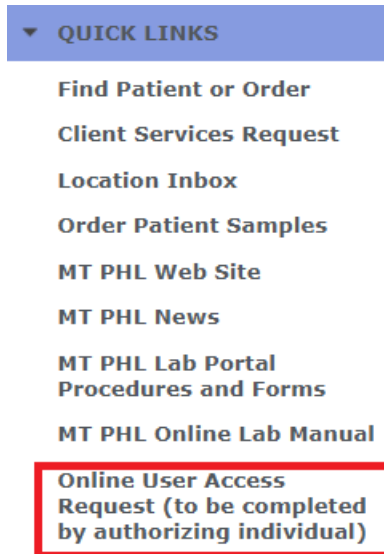 QUICK LINKS
Find Patient or Order
Client Services Request
Location Inbox
Order Patient Samples
MT PHL Web Site
MT PHL News
MT PHL Lab Portal
Procedures and Forms
MT PHL Online Lab Manual
Online User Access
Request (to be completed
by authorizing individual)